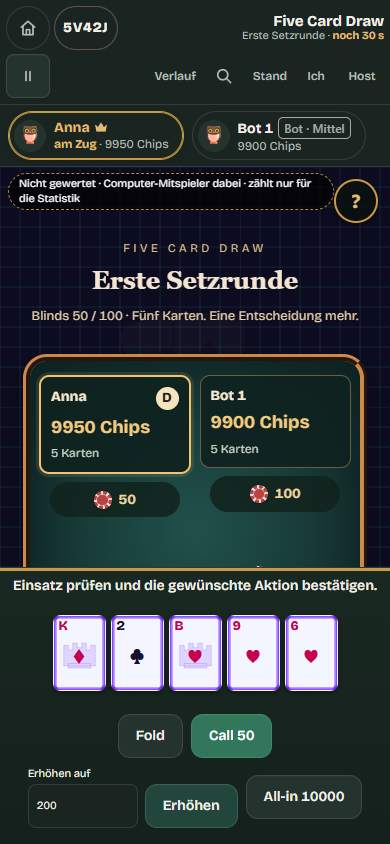 5V42J
Five Card Draw
Erste Setzrunde · noch 30 s
Verlauf
Stand
Ich
Host
Anna
am Zug · 9950 Chips
Bot 1 Bot · Mittel
9900 Chips
Nicht gewertet · Computer-Mitspieler dabei · zählt nur für
die Statistik
?
FIVE CARD DRAW
Erste Setzrunde
Blinds 50 / 100 · Fünf Karten. Eine Entscheidung mehr.
Anna
D
9950 Chips
5 Karten
Bot 1
9900 Chips
5 Karten
50
100
Einsatz prüfen und die gewünschte Aktion bestätigen.
K
2
B
9
6
Fold
Call 50
Erhöhen auf
200
Erhöhen
All-in 10000